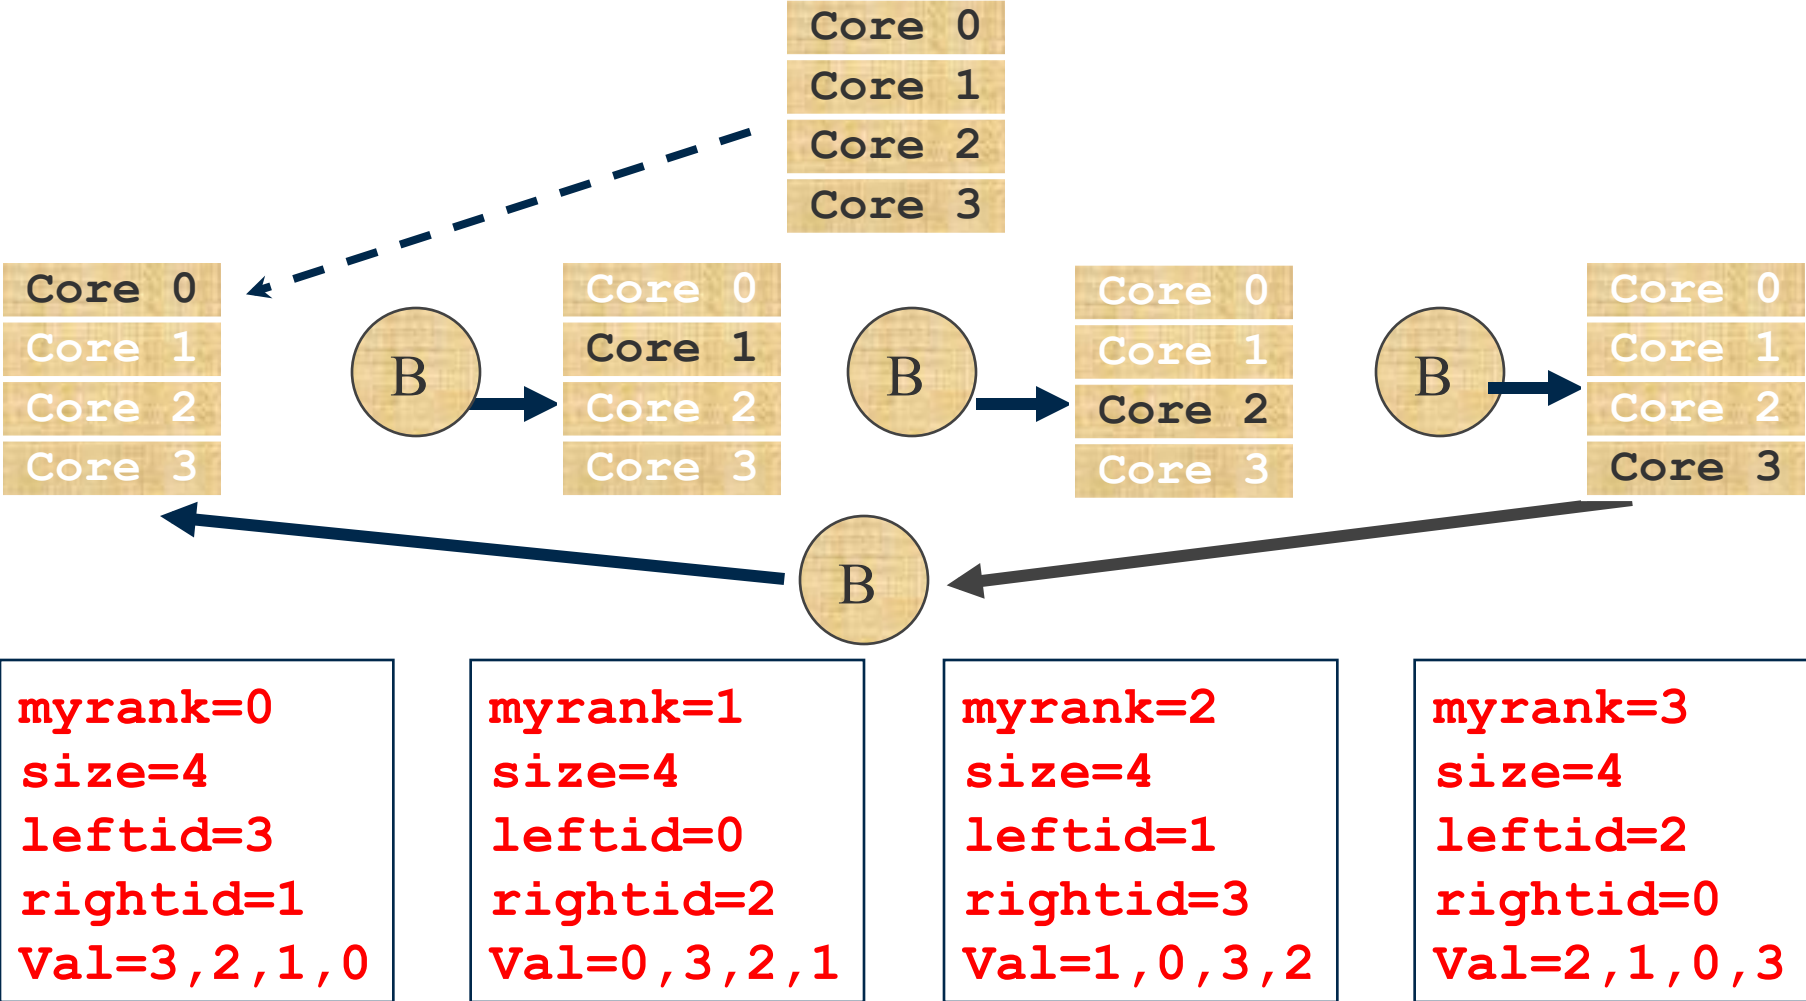 Core 0
Core 1
Core 2
Core 3
Core 0
Core 1
Core 2
Core 3
B
Core 0
Core 1
Core 2
Core 3
B
Core 0
Core 1
Core 2
Core 3
B
Core 0
Core 1
Core 2
Core 3
B
myrank=0
size=4
leftid=3
rightid=1
Val=3,2,1,0
myrank=1
size=4
leftid=0
rightid=2
Val=0,3,2,1
myrank=2
size=4
leftid=1
rightid=3
Val=1,0,3,2
myrank=3
size=4
leftid=2
rightid=0
Val=2,1,0,3